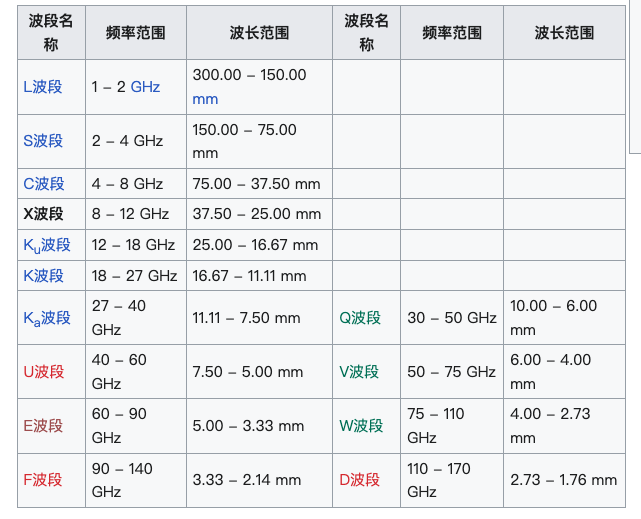 波段名称 频率范围 波长范围 波段名称 频率范围 波长范围
L波段 1 – 2 GHz 300.00 – 150.00 mm
S波段 2 – 4 GHz 150.00 – 75.00 mm
C波段 4 – 8 GHz 75.00 – 37.50 mm
X波段 8 – 12 GHz 37.50 – 25.00 mm
Ku波段 12 – 18 GHz 25.00 – 16.67 mm
K波段 18 – 27 GHz 16.67 – 11.11 mm
Ka波段 27 – 40 GHz 11.11 – 7.50 mm Q波段 30 – 50 GHz 10.00 – 6.00 mm
U波段 40 – 60 GHz 7.50 – 5.00 mm V波段 50 – 75 GHz 6.00 – 4.00 mm
E波段 60 – 90 GHz 5.00 – 3.33 mm W波段 75 – 110 GHz 4.00 – 2.73 mm
F波段 90 – 140 GHz 3.33 – 2.14 mm D波段 110 – 170 GHz 2.73 – 1.76 mm